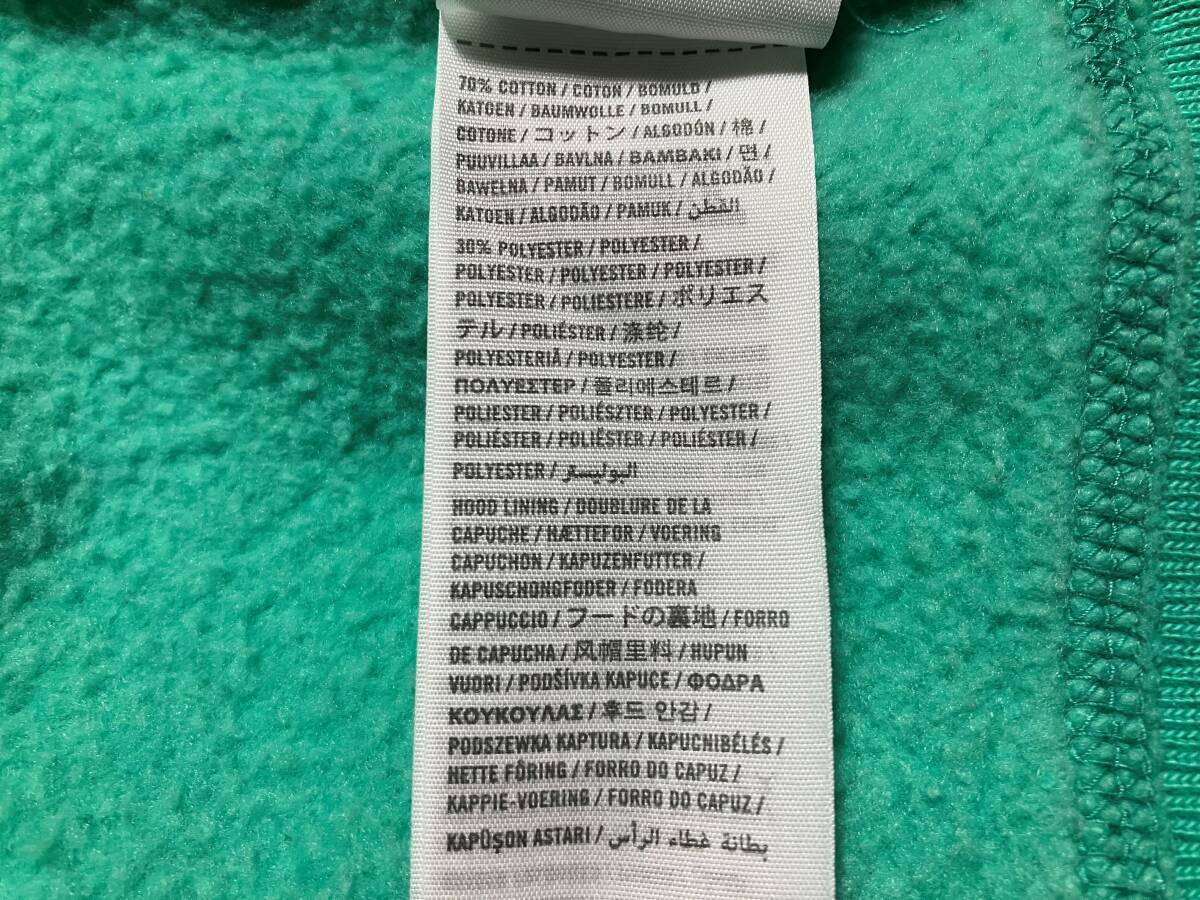 70% COTTON / COTON / BOMULD /
KATOEN / BAUMWOLLE / BOMULL /
COTONE / コットン / ALGODÓN / 棉 /
PUUVILLAA / BAVLNA / BAMBAKI / 면 /
BAWEŁNA / PAMUT / BOMULL / ALGODÃO /
KATOEN / ALGODÃO / PAMUK / القطن
30% POLYESTER / POLYESTER /
POLYESTER / POLYESTER / POLYESTER /
POLYESTER / POLIESTERE / ポリエス
テル / POLIÉSTER / 涤纶 /
POLYESTERIÄ / POLYESTER /
ΠΟΛΥΕΣΤΕΡ / 폴리에스테르 /
POLIESTER / POLIÉSZTER / POLYESTER /
POLIÉSTER / POLIËSTER / POLIÉSTER /
POLYESTER / البوليستر
HOOD LINING / DOUBLURE DE LA
CAPUCHE / HÆTTEFOR / VOERING
CAPUCHON / KAPUZENFUTTER /
KAPUSCHONGFODER / FODERA
CAPPUCCIO / フードの裏地 / FORRO
DE CAPUCHA / 风帽里料 / HUPUN
VUORI / PODŠÍVKA KAPUCE / ΦΟΔΡΑ
ΚΟΥΚΟΥΛΑΣ / 후드 안감 /
PODSZEWKA KAPTURA / KAPUCHIBÉLÉS /
HETTE FÔRING / FORRO DO CAPUZ /
KAPPIE-VOERING / FORRO DO CAPUZ /
KAPÜŞON ASTARI / بطانة غطاء الرأس